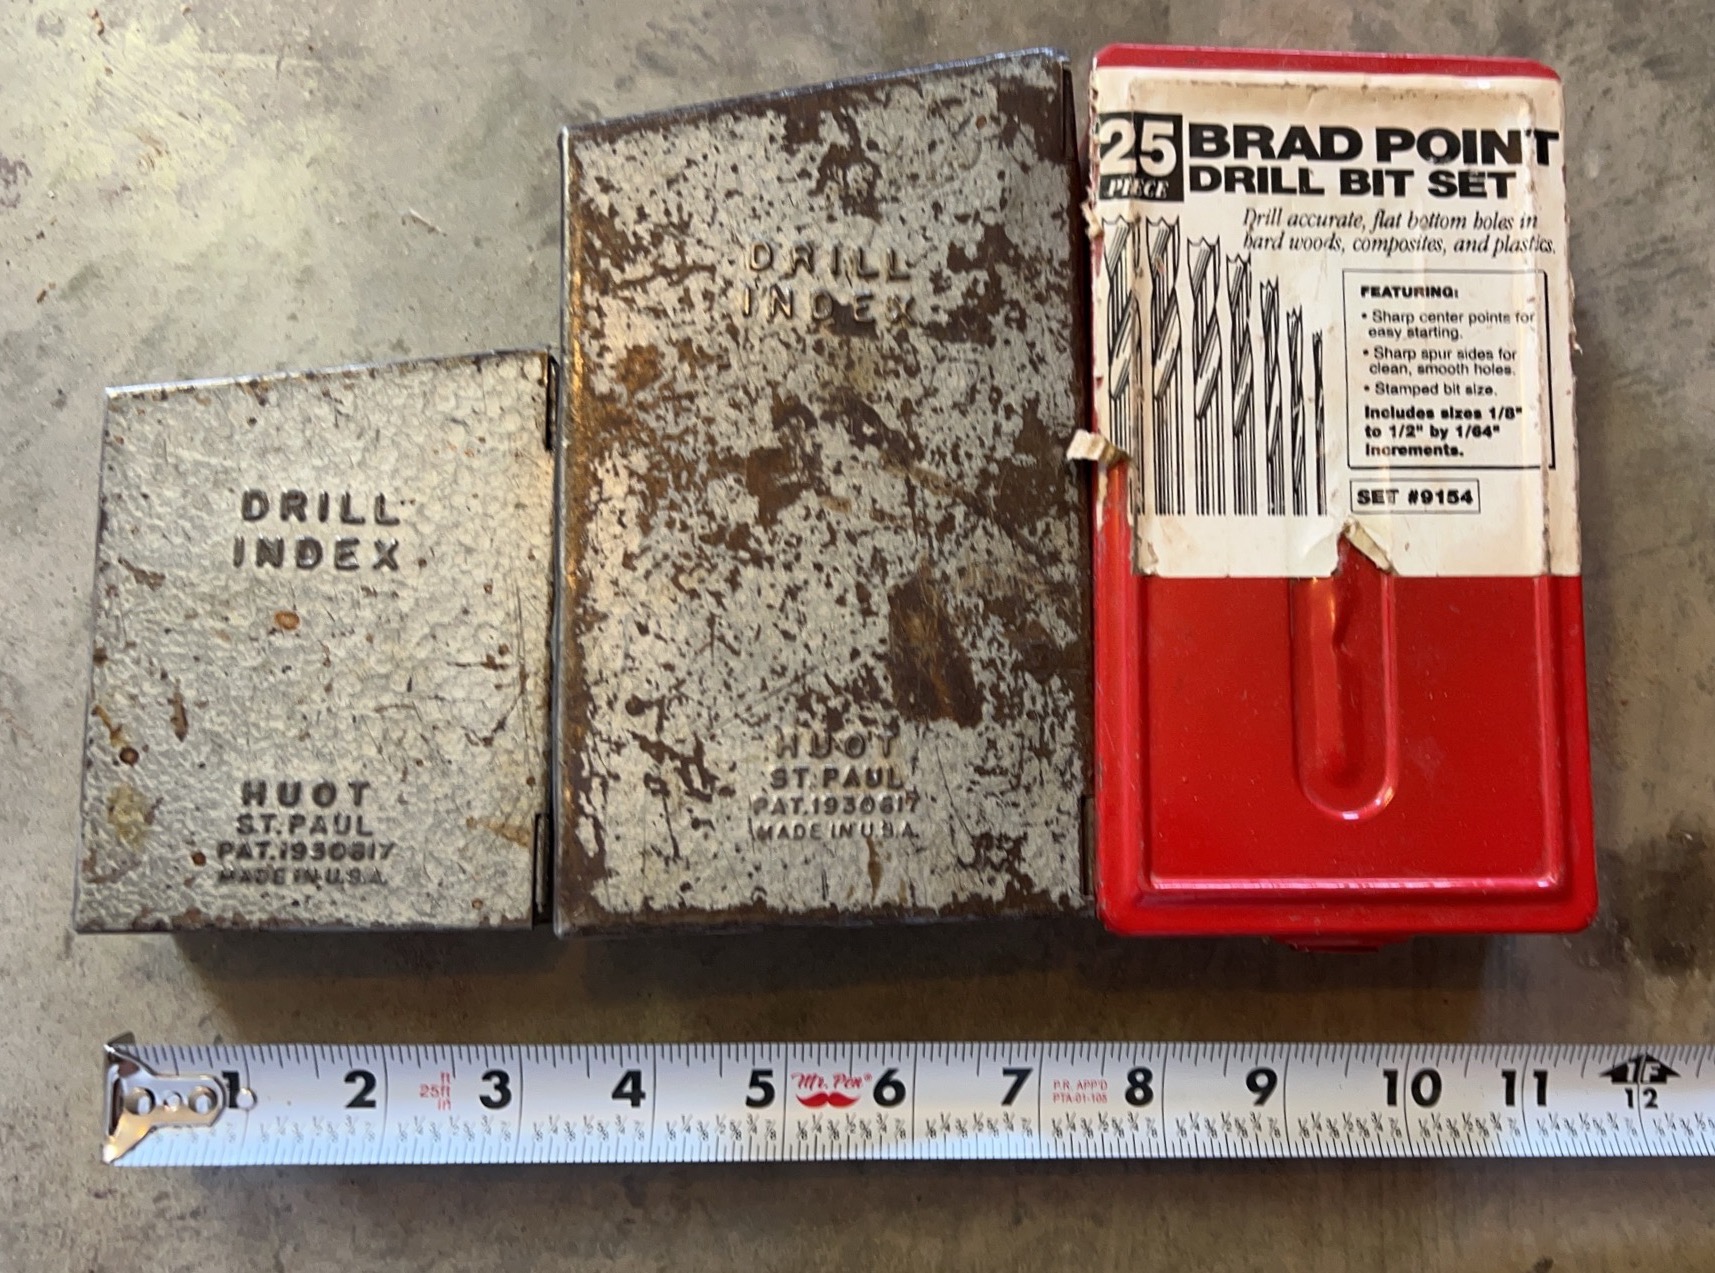 DRILL
INDEX
HUOT
ST. PAUL
PAT. 1930617
MADE IN U.S.A.
DRILL
INDEX
HUOT
ST. PAUL
PAT. 1930617
MADE IN U.S.A.
25
PIECE
BRAD POINT
DRILL BIT SET
Drill accurate, flat bottom holes in
hard woods, composites, and plastics.
FEATURING:
• Sharp center points for
easy starting.
• Sharp spur sides for
clean, smooth holes.
• Stamped bit size.
Includes sizes 1/8"
to 1/2" by 1/64"
increments.
SET #9154
1 2 3 4 5 6 7 8 9 10 11 1F
12
ft
25ft
in
Mr. Pen®
P.R. APP'D
PTA-01-105